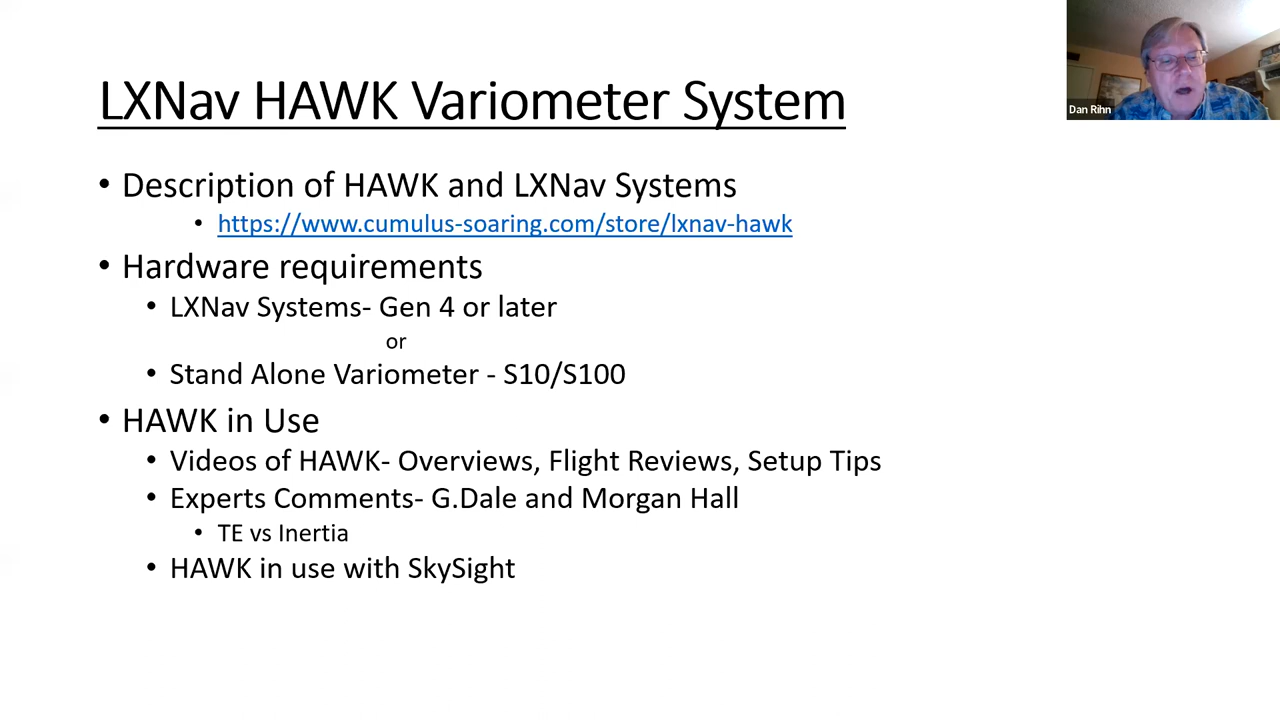 LXNav HAWK Variometer System
Dan Rihn
• Description of HAWK and LXNav Systems
• https://www.cumulus-soaring.com/store/lxnav-hawk
• Hardware requirements
• LXNav Systems- Gen 4 or later
or
• Stand Alone Variometer - S10/S100
• HAWK in Use
• Videos of HAWK- Overviews, Flight Reviews, Setup Tips
• Experts Comments- G.Dale and Morgan Hall
• TE vs Inertia
• HAWK in use with SkySight